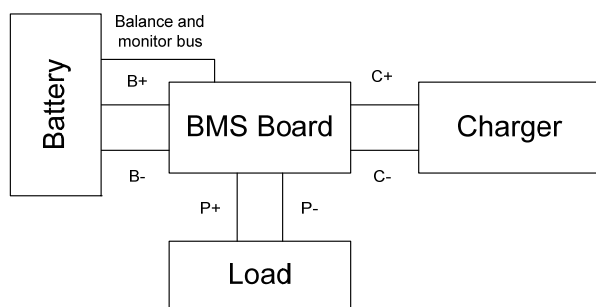 Balance and
monitor bus
Battery
B+
B-
BMS Board
C+
C-
Charger
P+
P-
Load